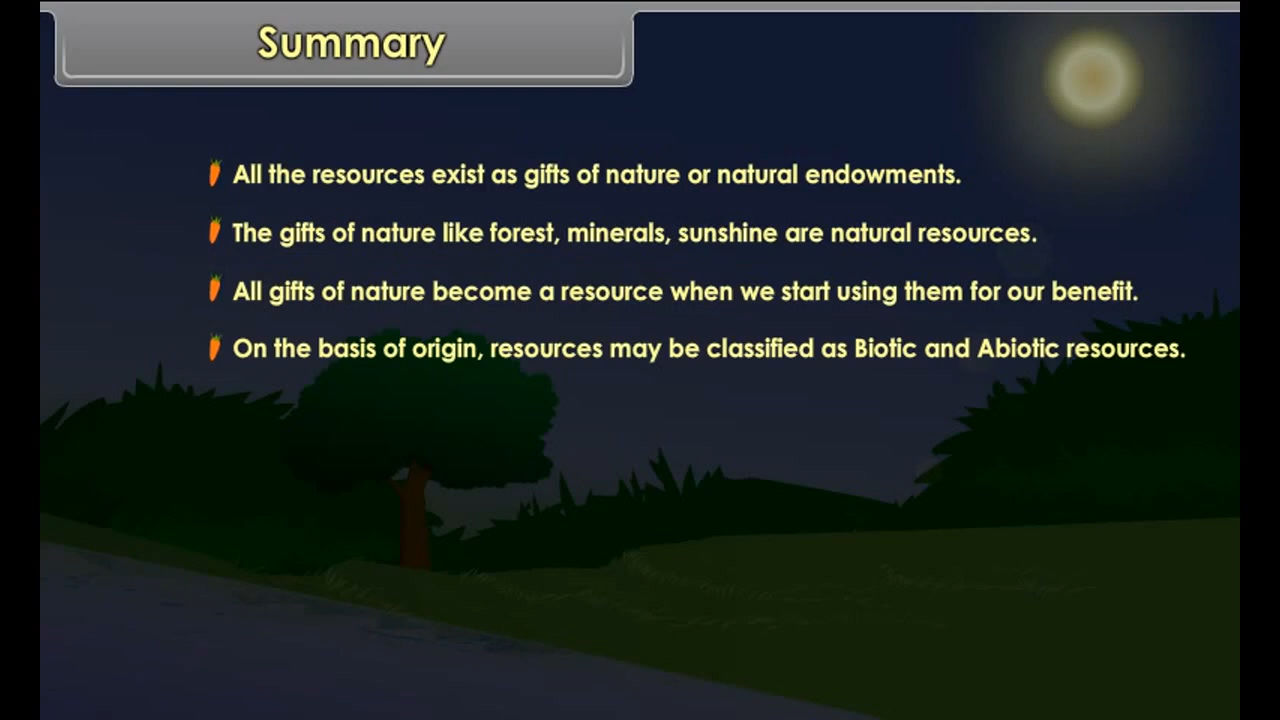 Summary
All the resources exist as gifts of nature or natural endowments.
The gifts of nature like forest, minerals, sunshine are natural resources.
All gifts of nature become a resource when we start using them for our benefit.
On the basis of origin, resources may be classified as Biotic and Abiotic resources.